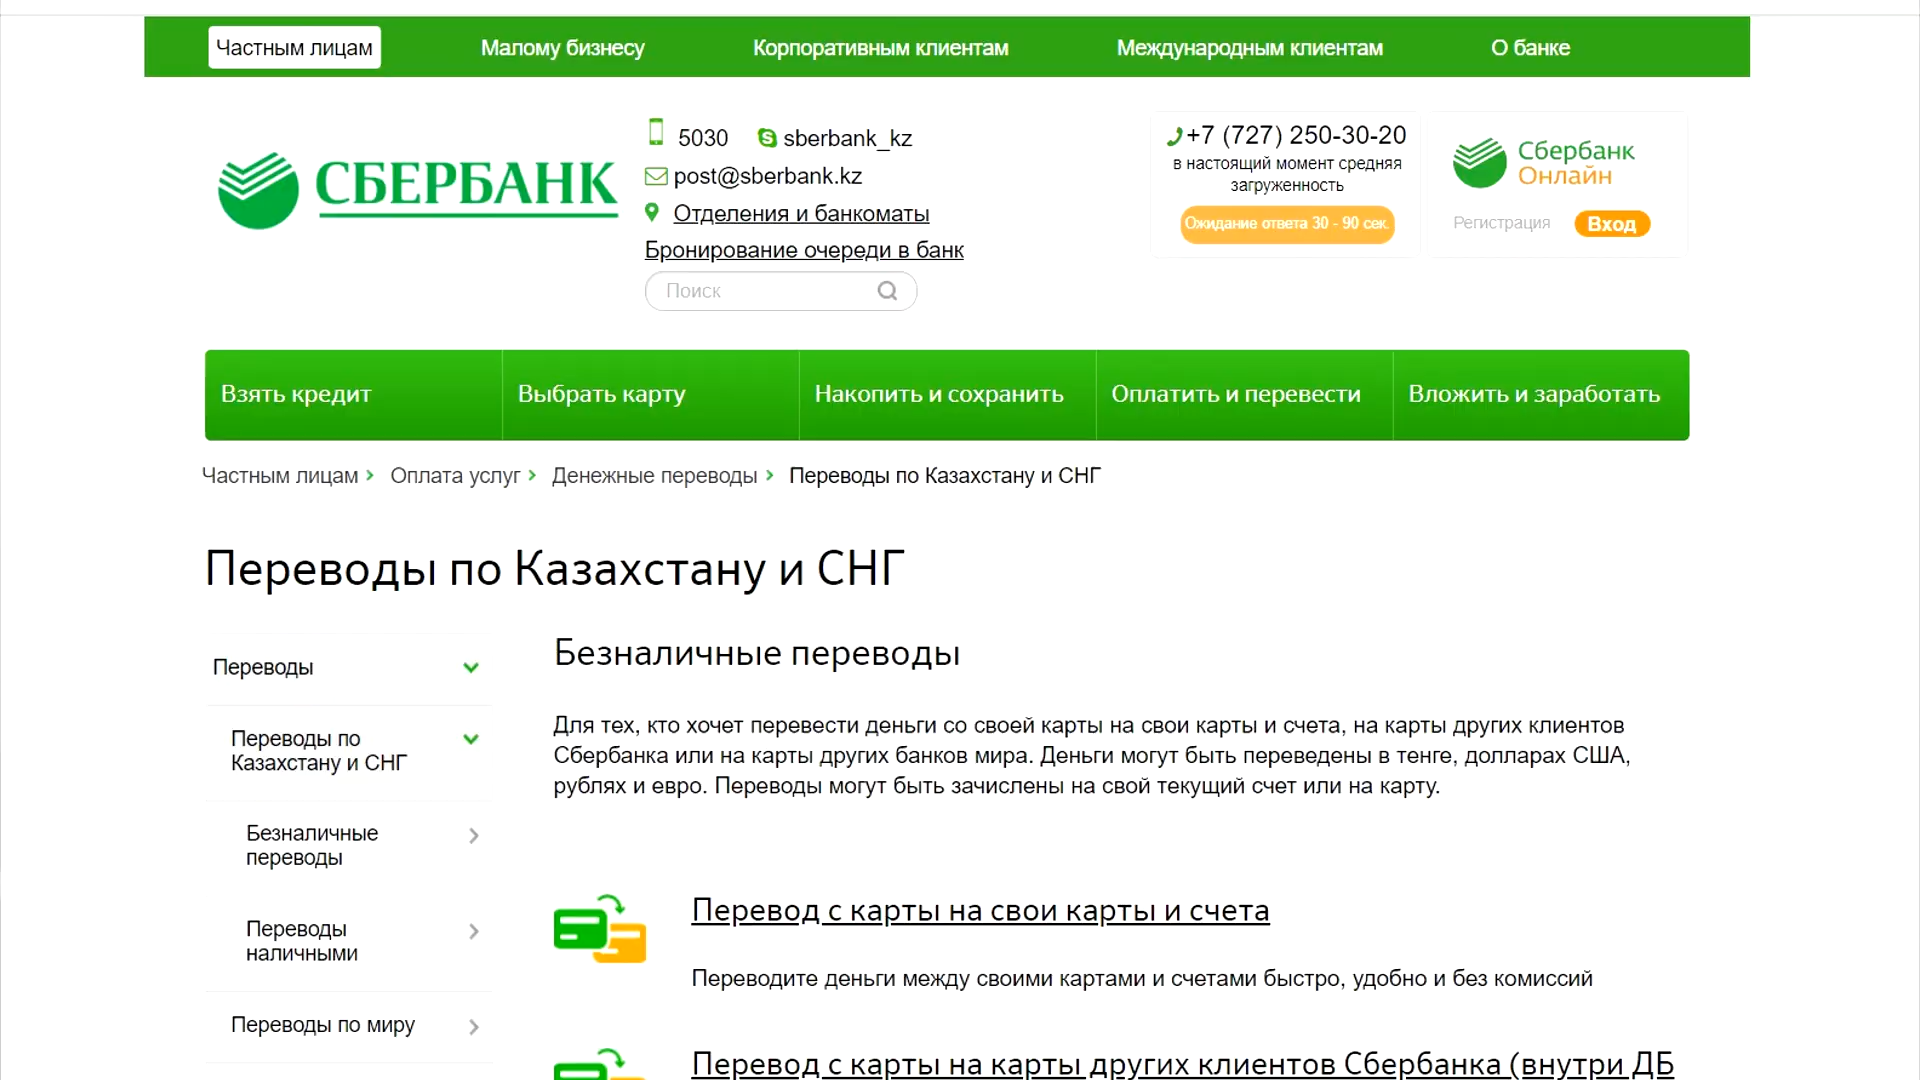 Частным лицам
Малому бизнесу
Корпоративным клиентам
Международным клиентам
О банке
СБЕРБАНК
5030
sberbank_kz
post@sberbank.kz
Отделения и банкоматы
Бронирование очереди в банк
Поиск
+7 (727) 250-30-20
в настоящий момент средняя
загруженность
Ожидание ответа 30 - 90 сек.
Сбербанк
Онлайн
Регистрация
Вход
Взять кредит
Выбрать карту
Накопить и сохранить
Оплатить и перевести
Вложить и заработать
Частным лицам
Оплата услуг
Денежные переводы
Переводы по Казахстану и СНГ
Переводы по Казахстану и СНГ
Переводы
Переводы по
Казахстану и СНГ
Безналичные
переводы
Переводы
наличными
Переводы по миру
Безналичные переводы
Для тех, кто хочет перевести деньги со своей карты на свои карты и счета, на карты других клиентов
Сбербанка или на карты других банков мира. Деньги могут быть переведены в тенге, долларах США,
рублях и евро. Переводы могут быть зачислены на свой текущий счет или на карту.
Перевод с карты на свои карты и счета
Переводите деньги между своими картами и счетами быстро, удобно и без комиссий
Перевод с карты на карты других клиентов Сбербанка (внутри ДБ